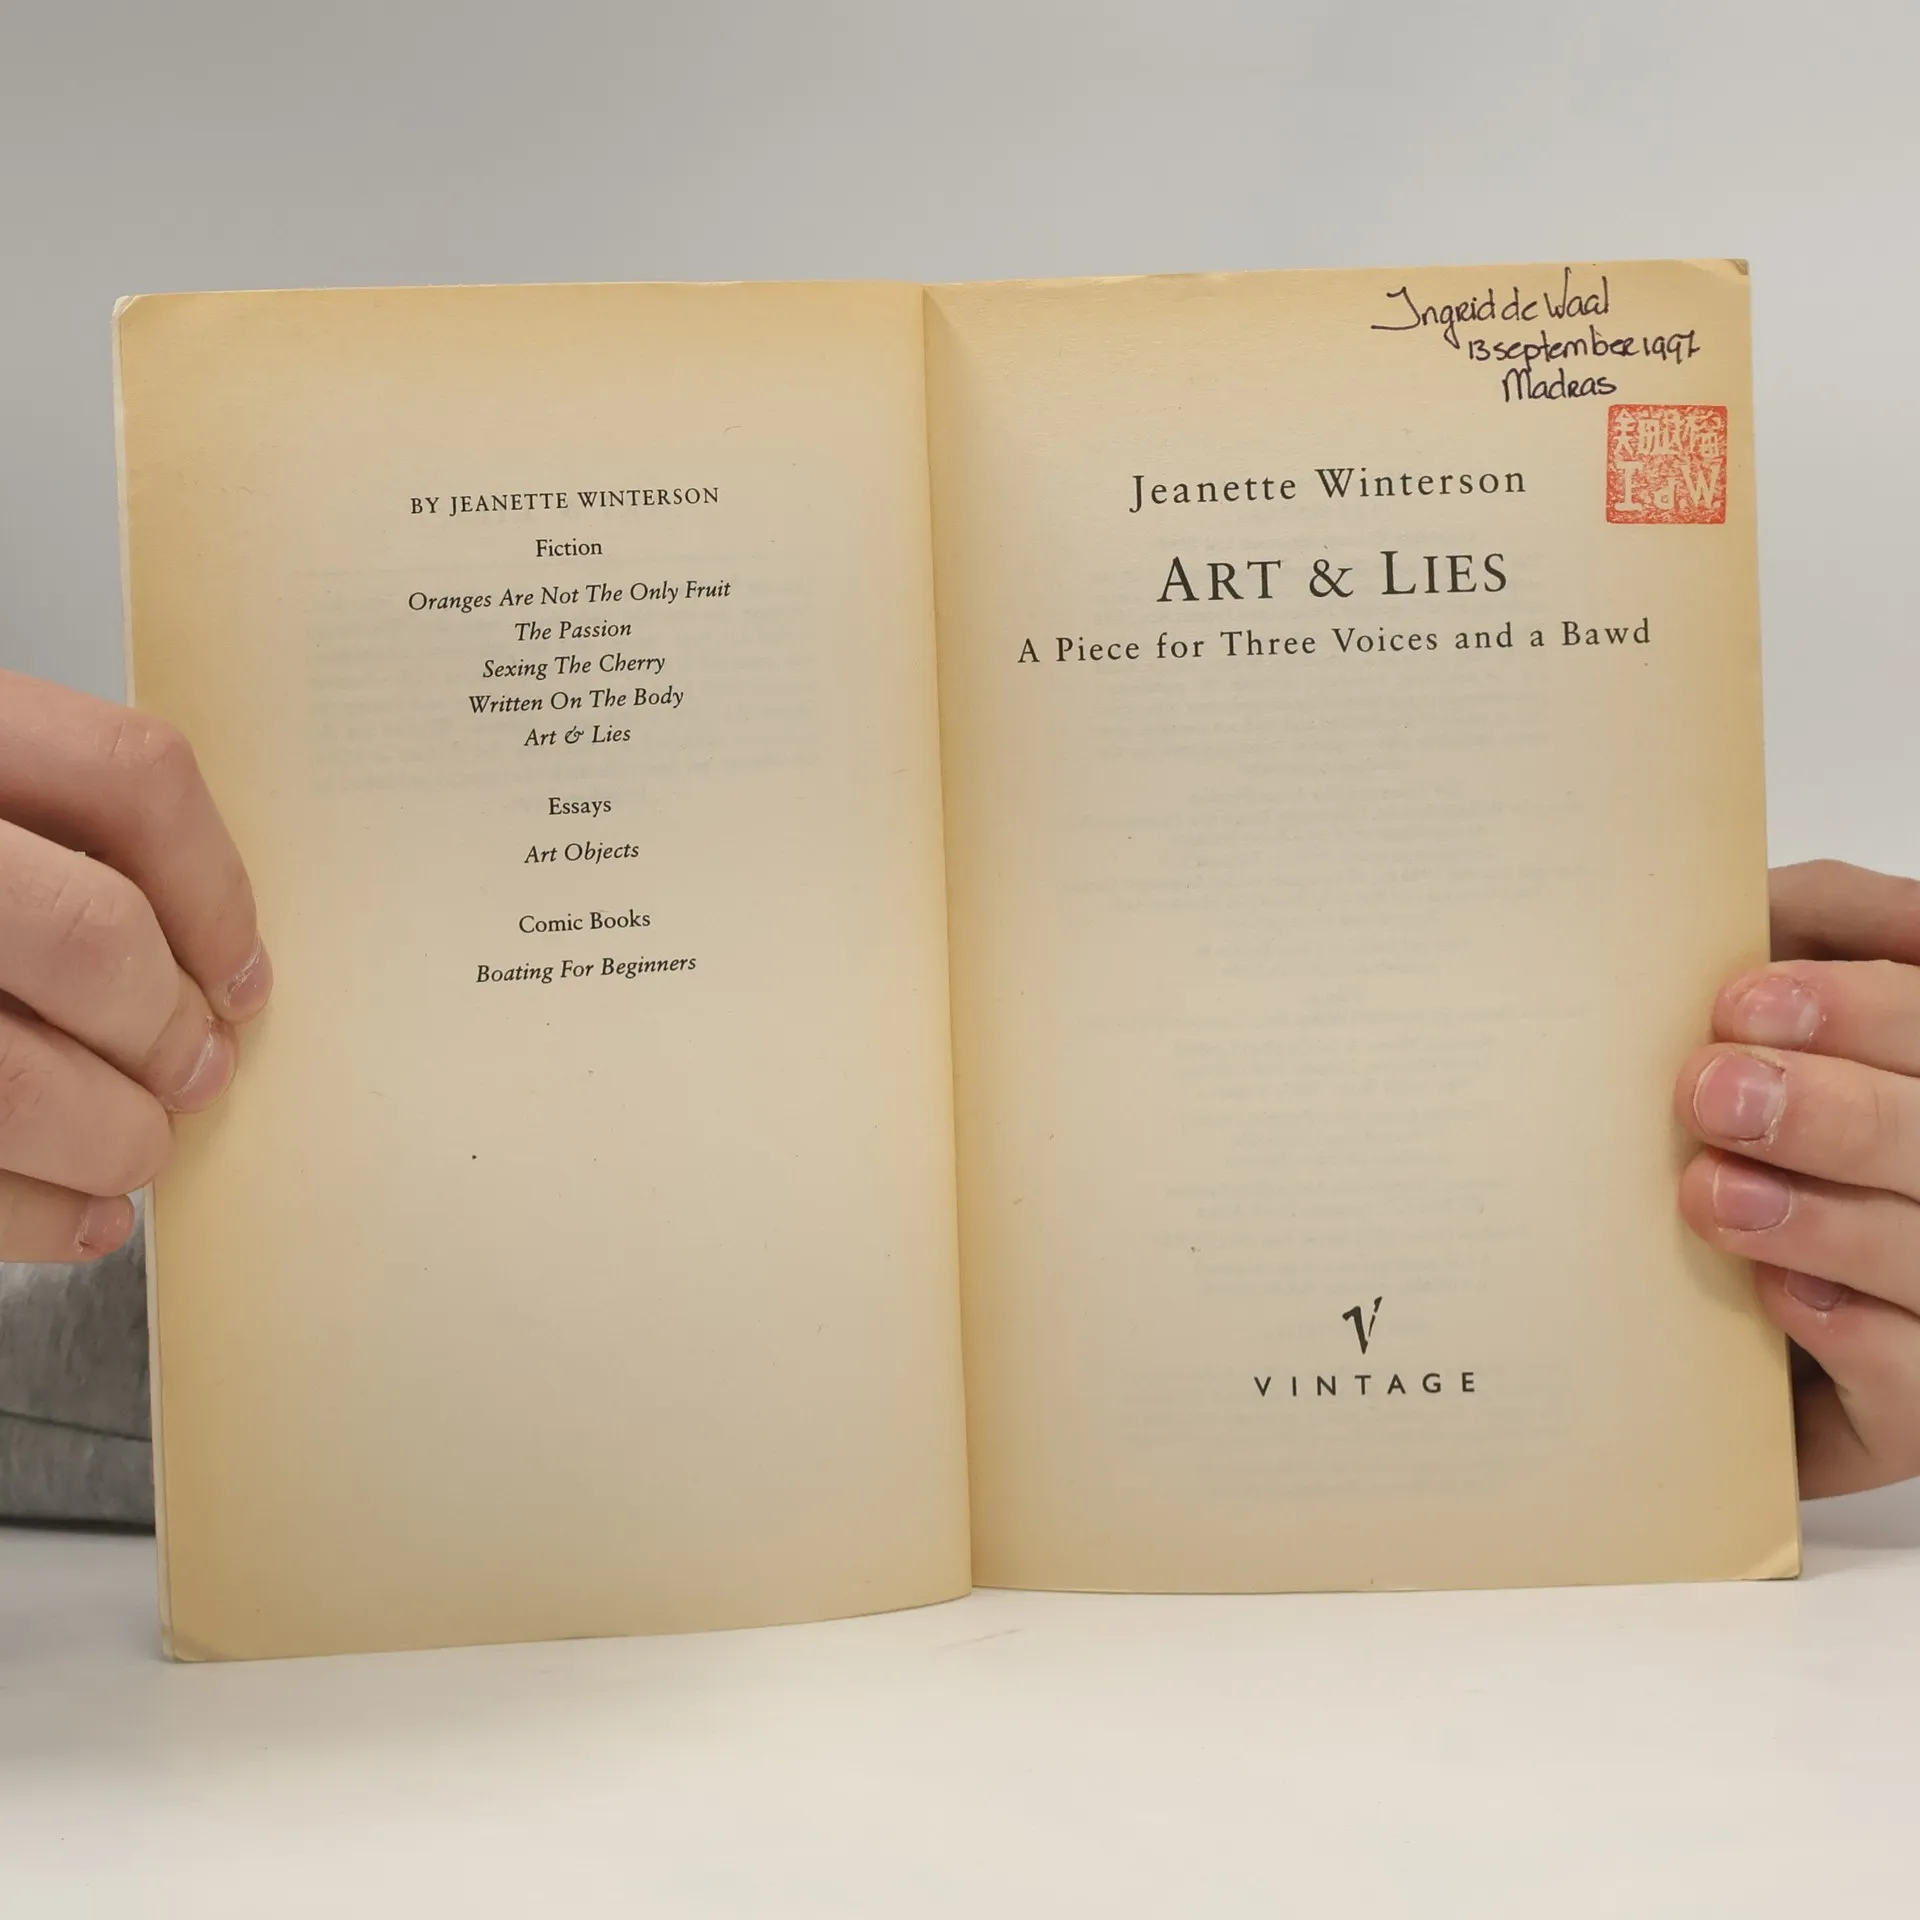 BY JEANETTE WINTERSON
Fiction
Oranges Are Not The Only Fruit
The Passion
Sexing The Cherry
Written On The Body
Art & Lies
Essays
Art Objects
Comic Books
Boating For Beginners
Ingrid de Waal
13 september 1997
Madras
I.d.W.
Jeanette Winterson
ART & LIES
A Piece for Three Voices and a Bawd
V
VINTAGE